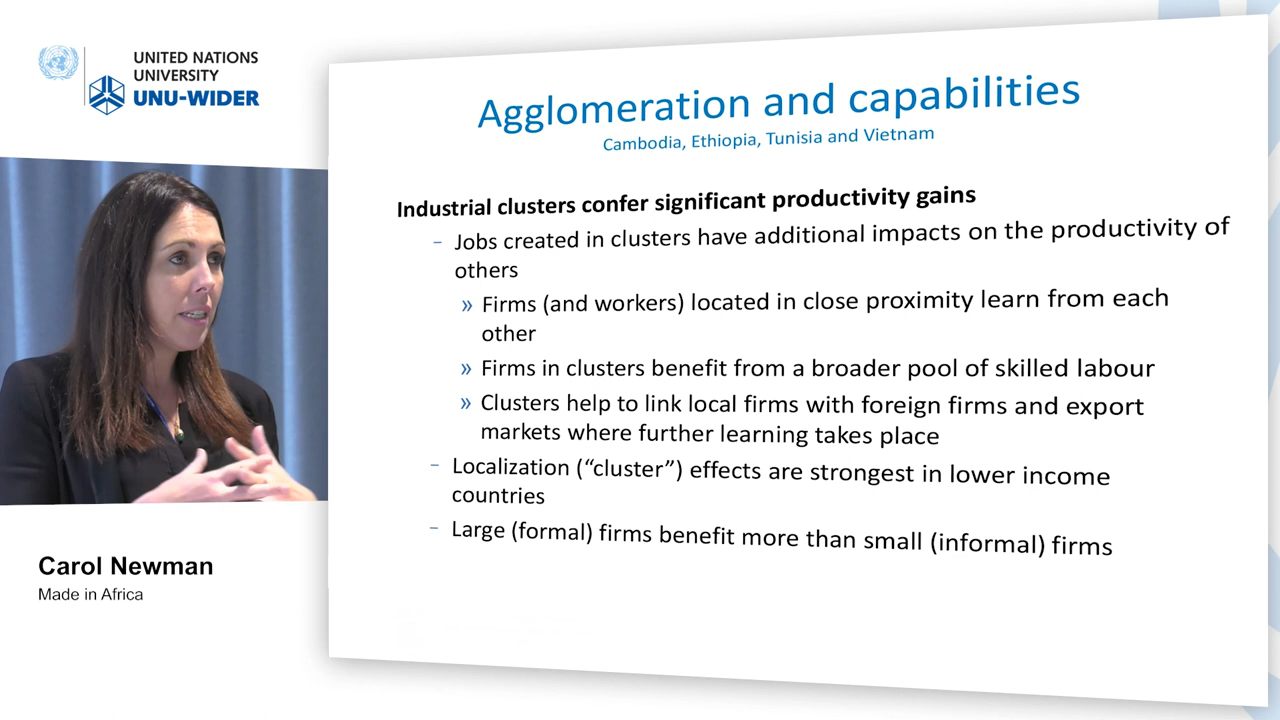 UNITED NATIONS
UNIVERSITY
UNU-WIDER
Agglomeration and capabilities
Cambodia, Ethiopia, Tunisia and Vietnam
Industrial clusters confer significant productivity gains
- Jobs created in clusters have additional impacts on the productivity of
others
» Firms (and workers) located in close proximity learn from each
other
» Firms in clusters benefit from a broader pool of skilled labour
» Clusters help to link local firms with foreign firms and export
markets where further learning takes place
- Localization (“cluster”) effects are strongest in lower income
countries
- Large (formal) firms benefit more than small (informal) firms
Carol Newman
Made in Africa